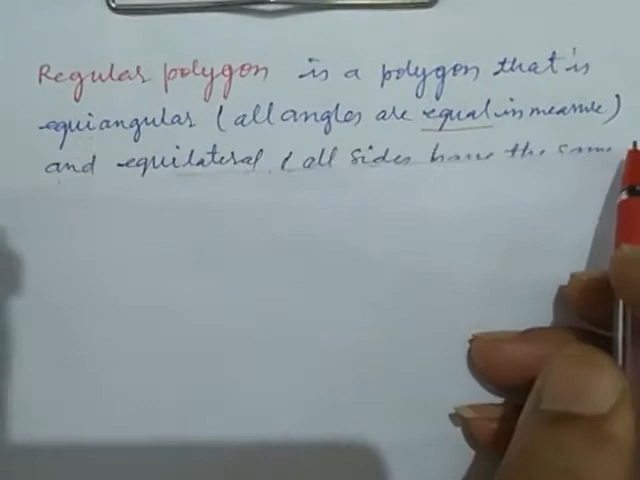 Regular polygon is a polygon that is
equiangular (all angles are equal in measure)
and equilateral (all sides have the same